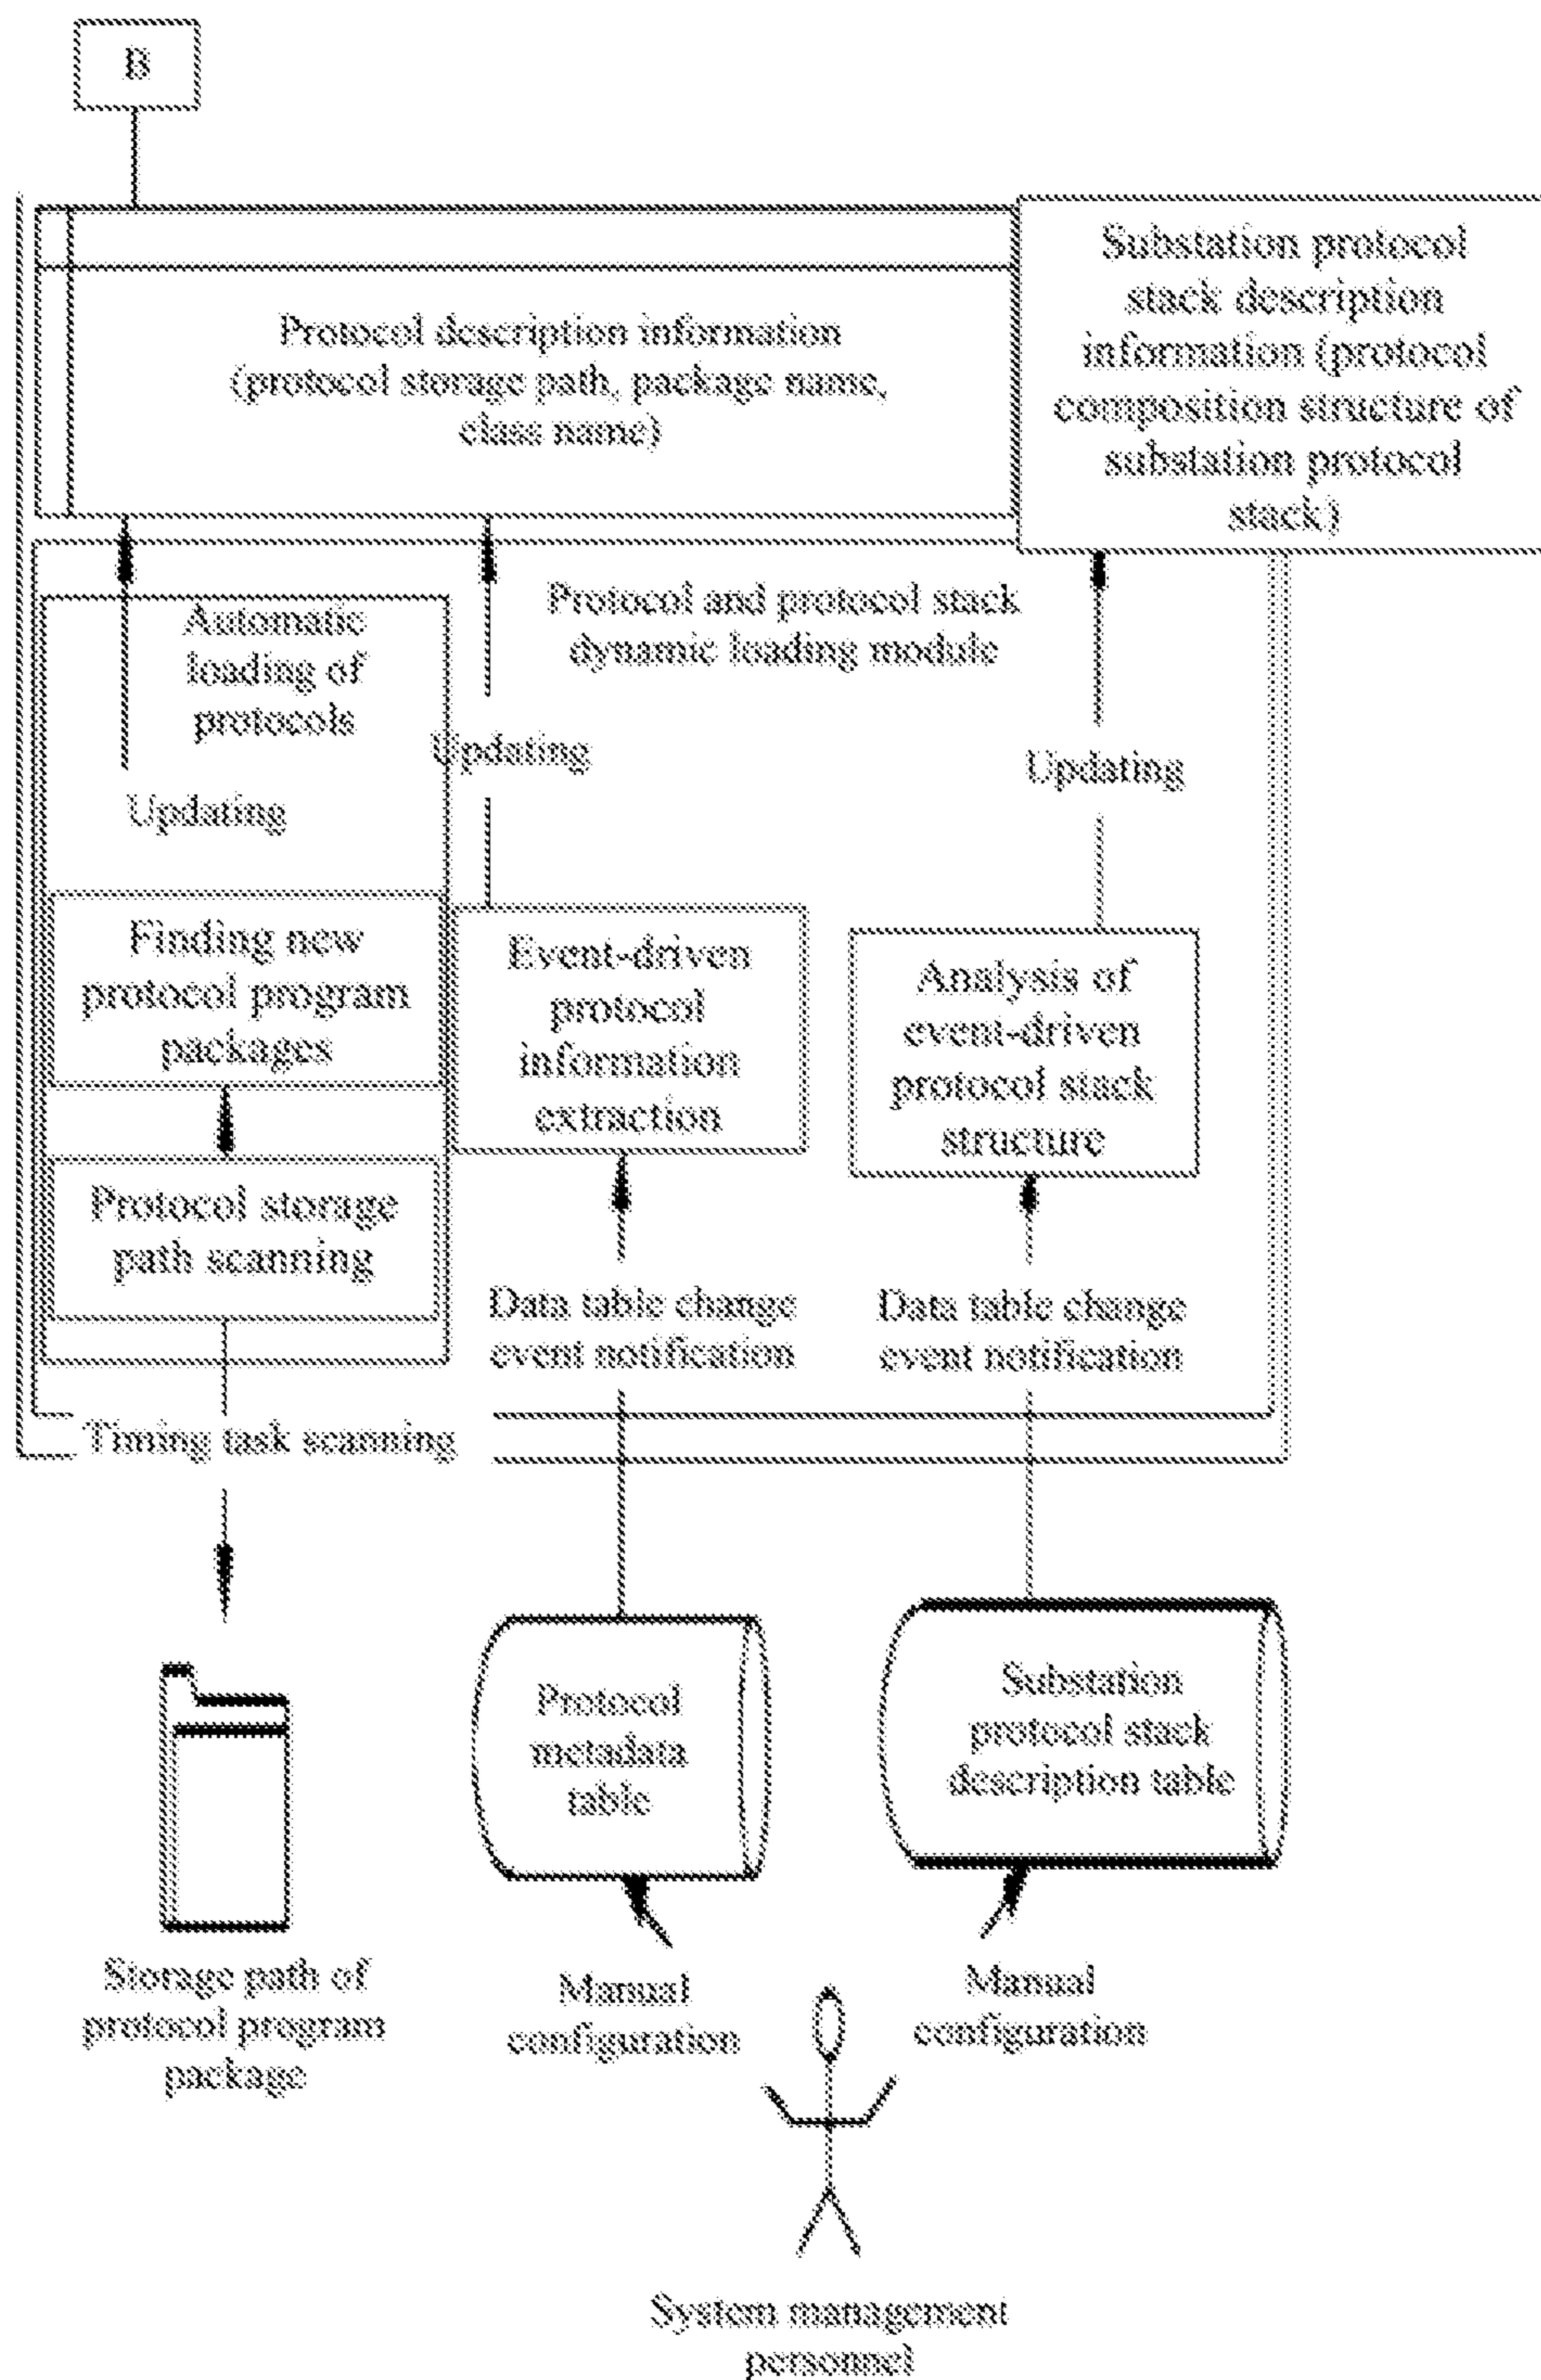 B
Protocol description information
(protocol storage path, package name,
class name)
Substation protocol
stack description
information (protocol
composition structure of
substation protocol
stack)
Automatic
loading of
protocols
Protocol and protocol stack
dynamic loading module
Updating
Updating
Updating
Finding new
protocol program
packages
Event-driven
protocol
information
extraction
Analysis of
event-driven
protocol stack
structure
Protocol storage
path scanning
Data table change
event notification
Data table change
event notification
Timing task scanning
Protocol
metadata
table
Substation
protocol stack
description table
Storage path of
protocol program
package
Manual
configuration
Manual
configuration
System management
personnel